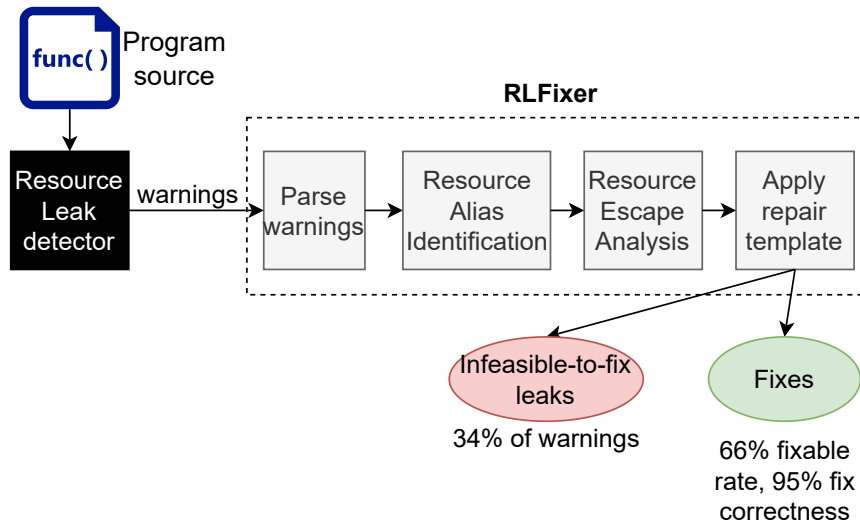 func( )
Program
source
RLFixer
Resource
Leak
detector
warnings
Parse
warnings
Resource
Alias
Identification
Resource
Escape
Analysis
Apply
repair
template
Infeasible-to-fix
leaks
34% of warnings
Fixes
66% fixable
rate, 95% fix
correctness